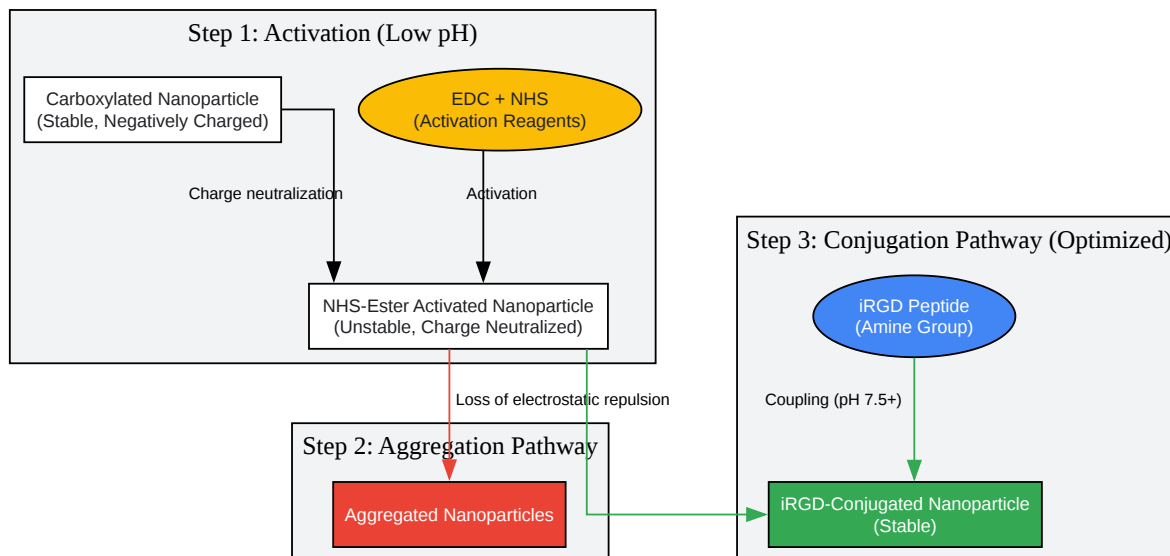 Step 1: Activation (Low pH)
Carboxylated Nanoparticle
(Stable, Negatively Charged)
EDC + NHS
(Activation Reagents)
Charge neutralization
Activation
NHS-Ester Activated Nanoparticle
(Unstable, Charge Neutralized)
Loss of electrostatic repulsion
Step 2: Aggregation Pathway
Aggregated Nanoparticles
Step 3: Conjugation Pathway (Optimized)
iRGD Peptide
(Amine Group)
Coupling (pH 7.5+)
iRGD-Conjugated Nanoparticle
(Stable)